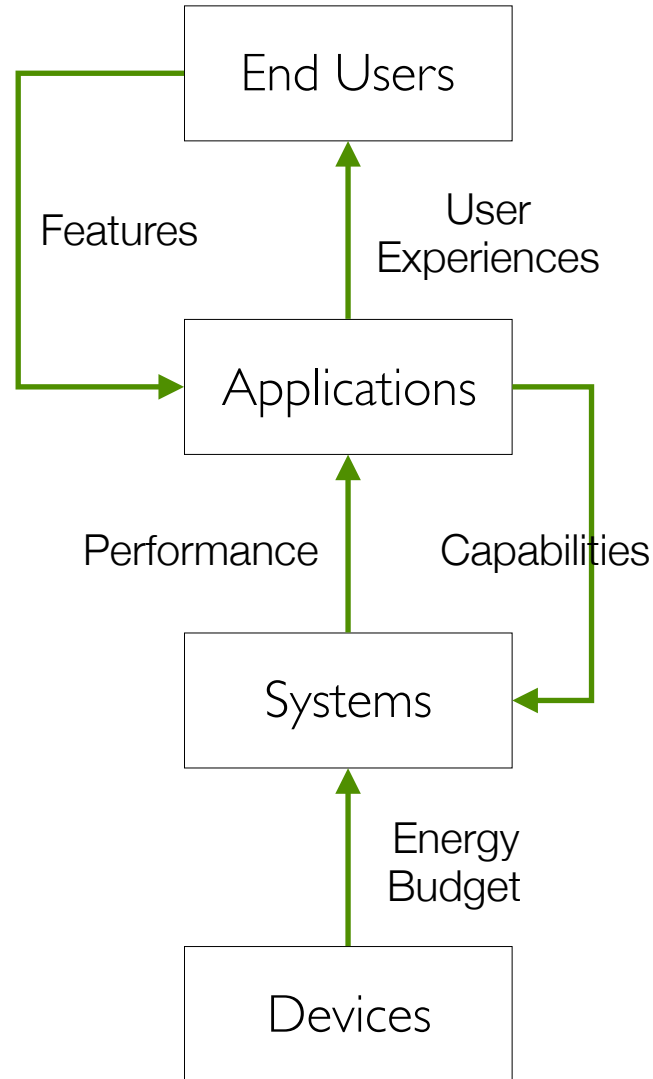 End Users
Features
User
Experiences
Applications
Performance
Capabilities
Systems
Energy
Budget
Devices